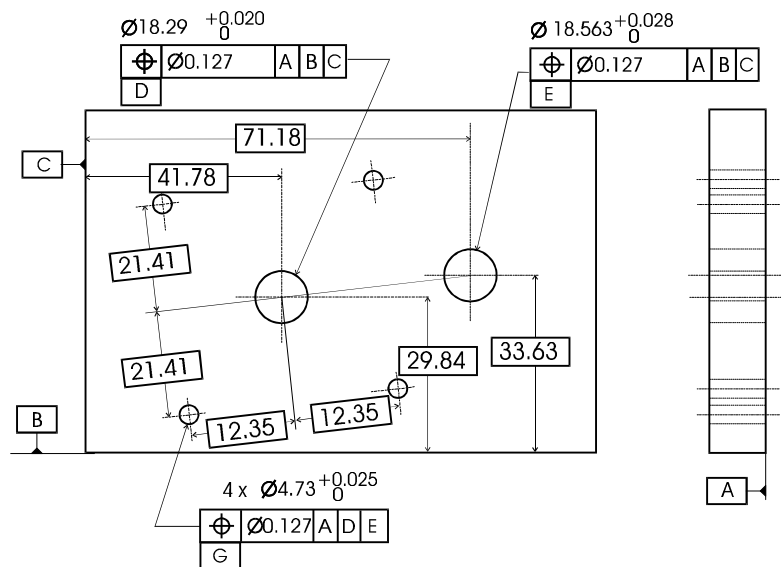 Ø18.29 +0.020 0
⌖ Ø0.127 A B C
D
Ø 18.563 +0.028 0
⌖ Ø0.127 A B C
E
71.18
C
41.78
21.41
21.41
29.84
33.63
12.35
12.35
B
A
4 x Ø4.73 +0.025 0
⌖ Ø0.127 A D E
G